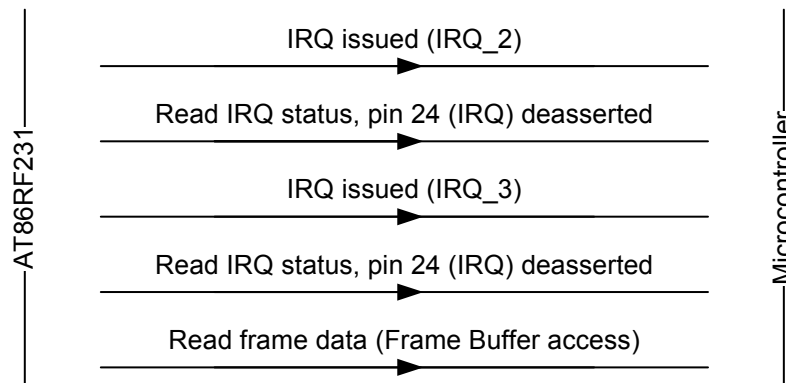 IRQ issued (IRQ_2)
Read IRQ status, pin 24 (IRQ) deasserted
IRQ issued (IRQ_3)
Read IRQ status, pin 24 (IRQ) deasserted
Read frame data (Frame Buffer access)
AT86RF231
Microcontroller